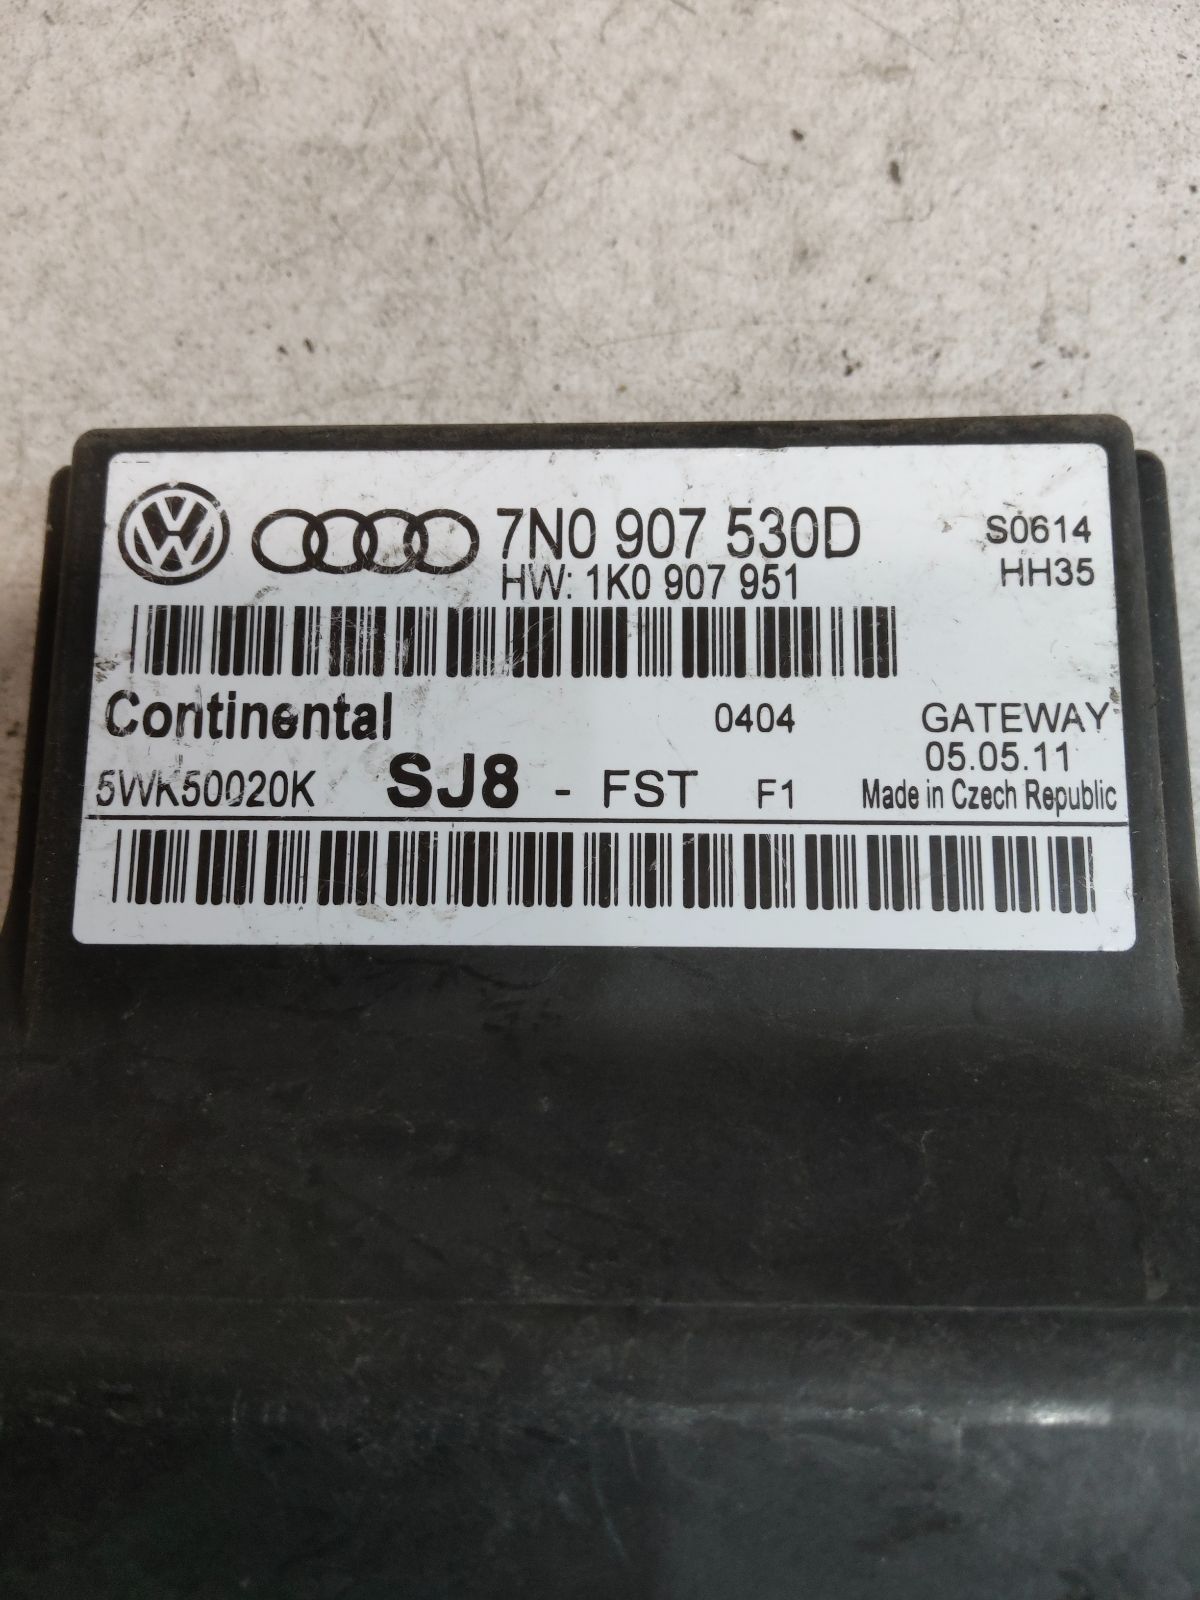 7N0 907 530D S0614
HW: 1K0 907 951 HH35
Continental 0404 GATEWAY
05.05.11
5WK50020K SJ8 - FST F1 Made in Czech Republic